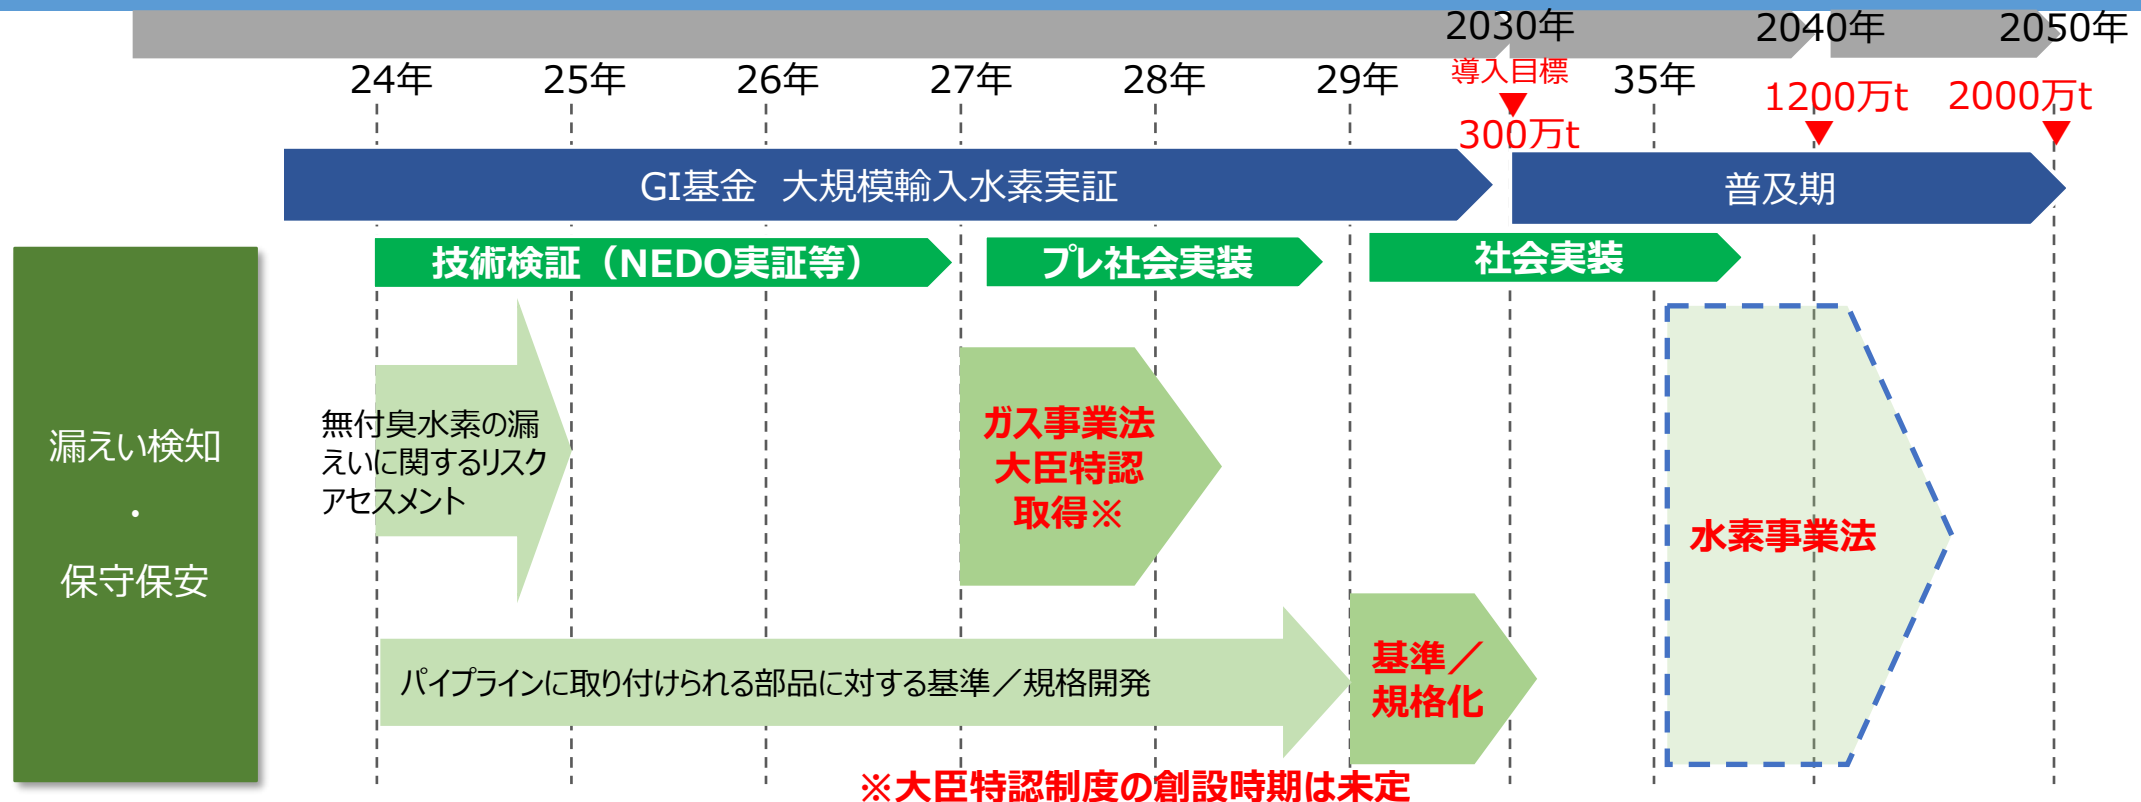 2030年
2040年
2050年
24年
25年
26年
27年
28年
29年
導入目標
35年
300万t
1200万t
2000万t
GI基金　大規模輸入水素実証
普及期
技術検証（NEDO実証等）
プレ社会実装
社会実装
漏えい検知
・
保守保安
無付臭水素の漏
えいに関するリスク
アセスメント
ガス事業法
大臣特認
取得※
水素事業法
パイプラインに取り付けられる部品に対する基準／規格開発
基準／
規格化
※大臣特認制度の創設時期は未定